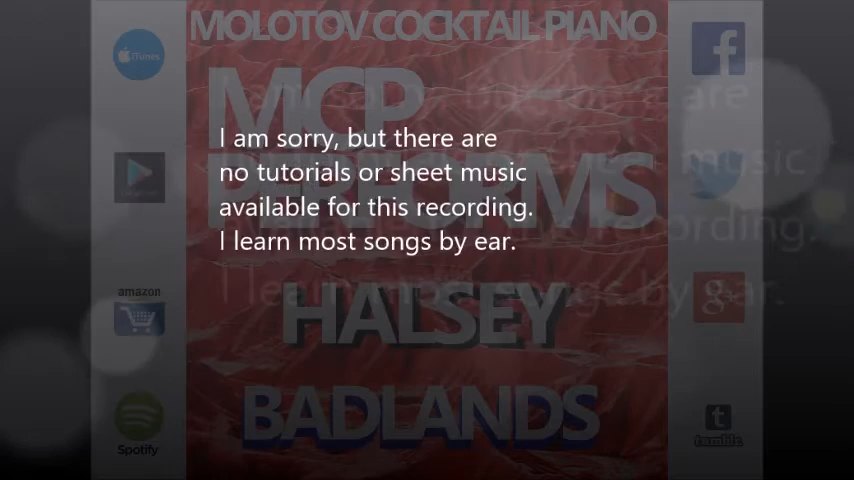 MOLOTOV COCKTAIL PIANO
iTunes
MCP
PERFORMS
I am sorry, but there are
no tutorials or sheet music
available for this recording.
I learn most songs by ear.
HALSEY
BADLANDS
amazon
Spotify
f
g+
t
tumblr.